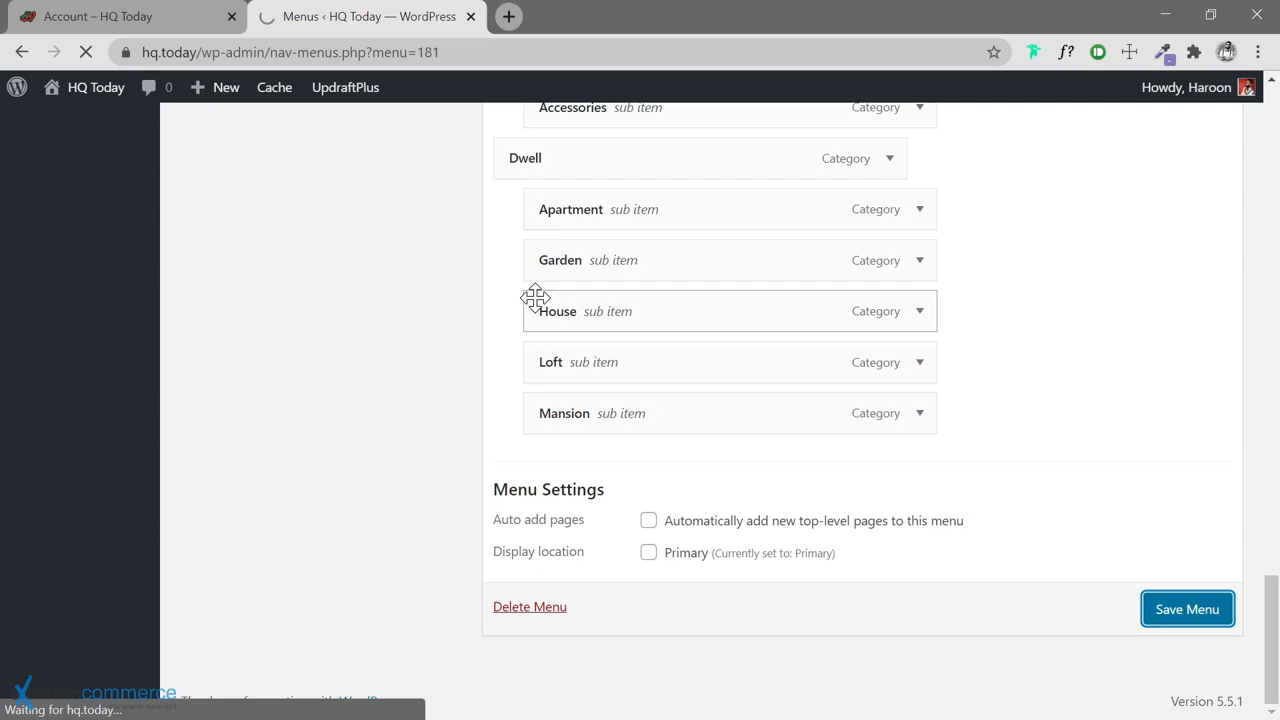 Account – HQ Today
Menus ‹ HQ Today — WordPress
hq.today/wp-admin/nav-menus.php?menu=181
f?
HQ Today
0
New
Cache
UpdraftPlus
Howdy, Haroon
Accessories sub item
Category
Dwell
Category
Apartment sub item
Category
Garden sub item
Category
House sub item
Category
Loft sub item
Category
Mansion sub item
Category
Menu Settings
Auto add pages
Automatically add new top-level pages to this menu
Display location
Primary (Currently set to: Primary)
Delete Menu
Save Menu
commerce
Version 5.5.1
Waiting for hq.today...